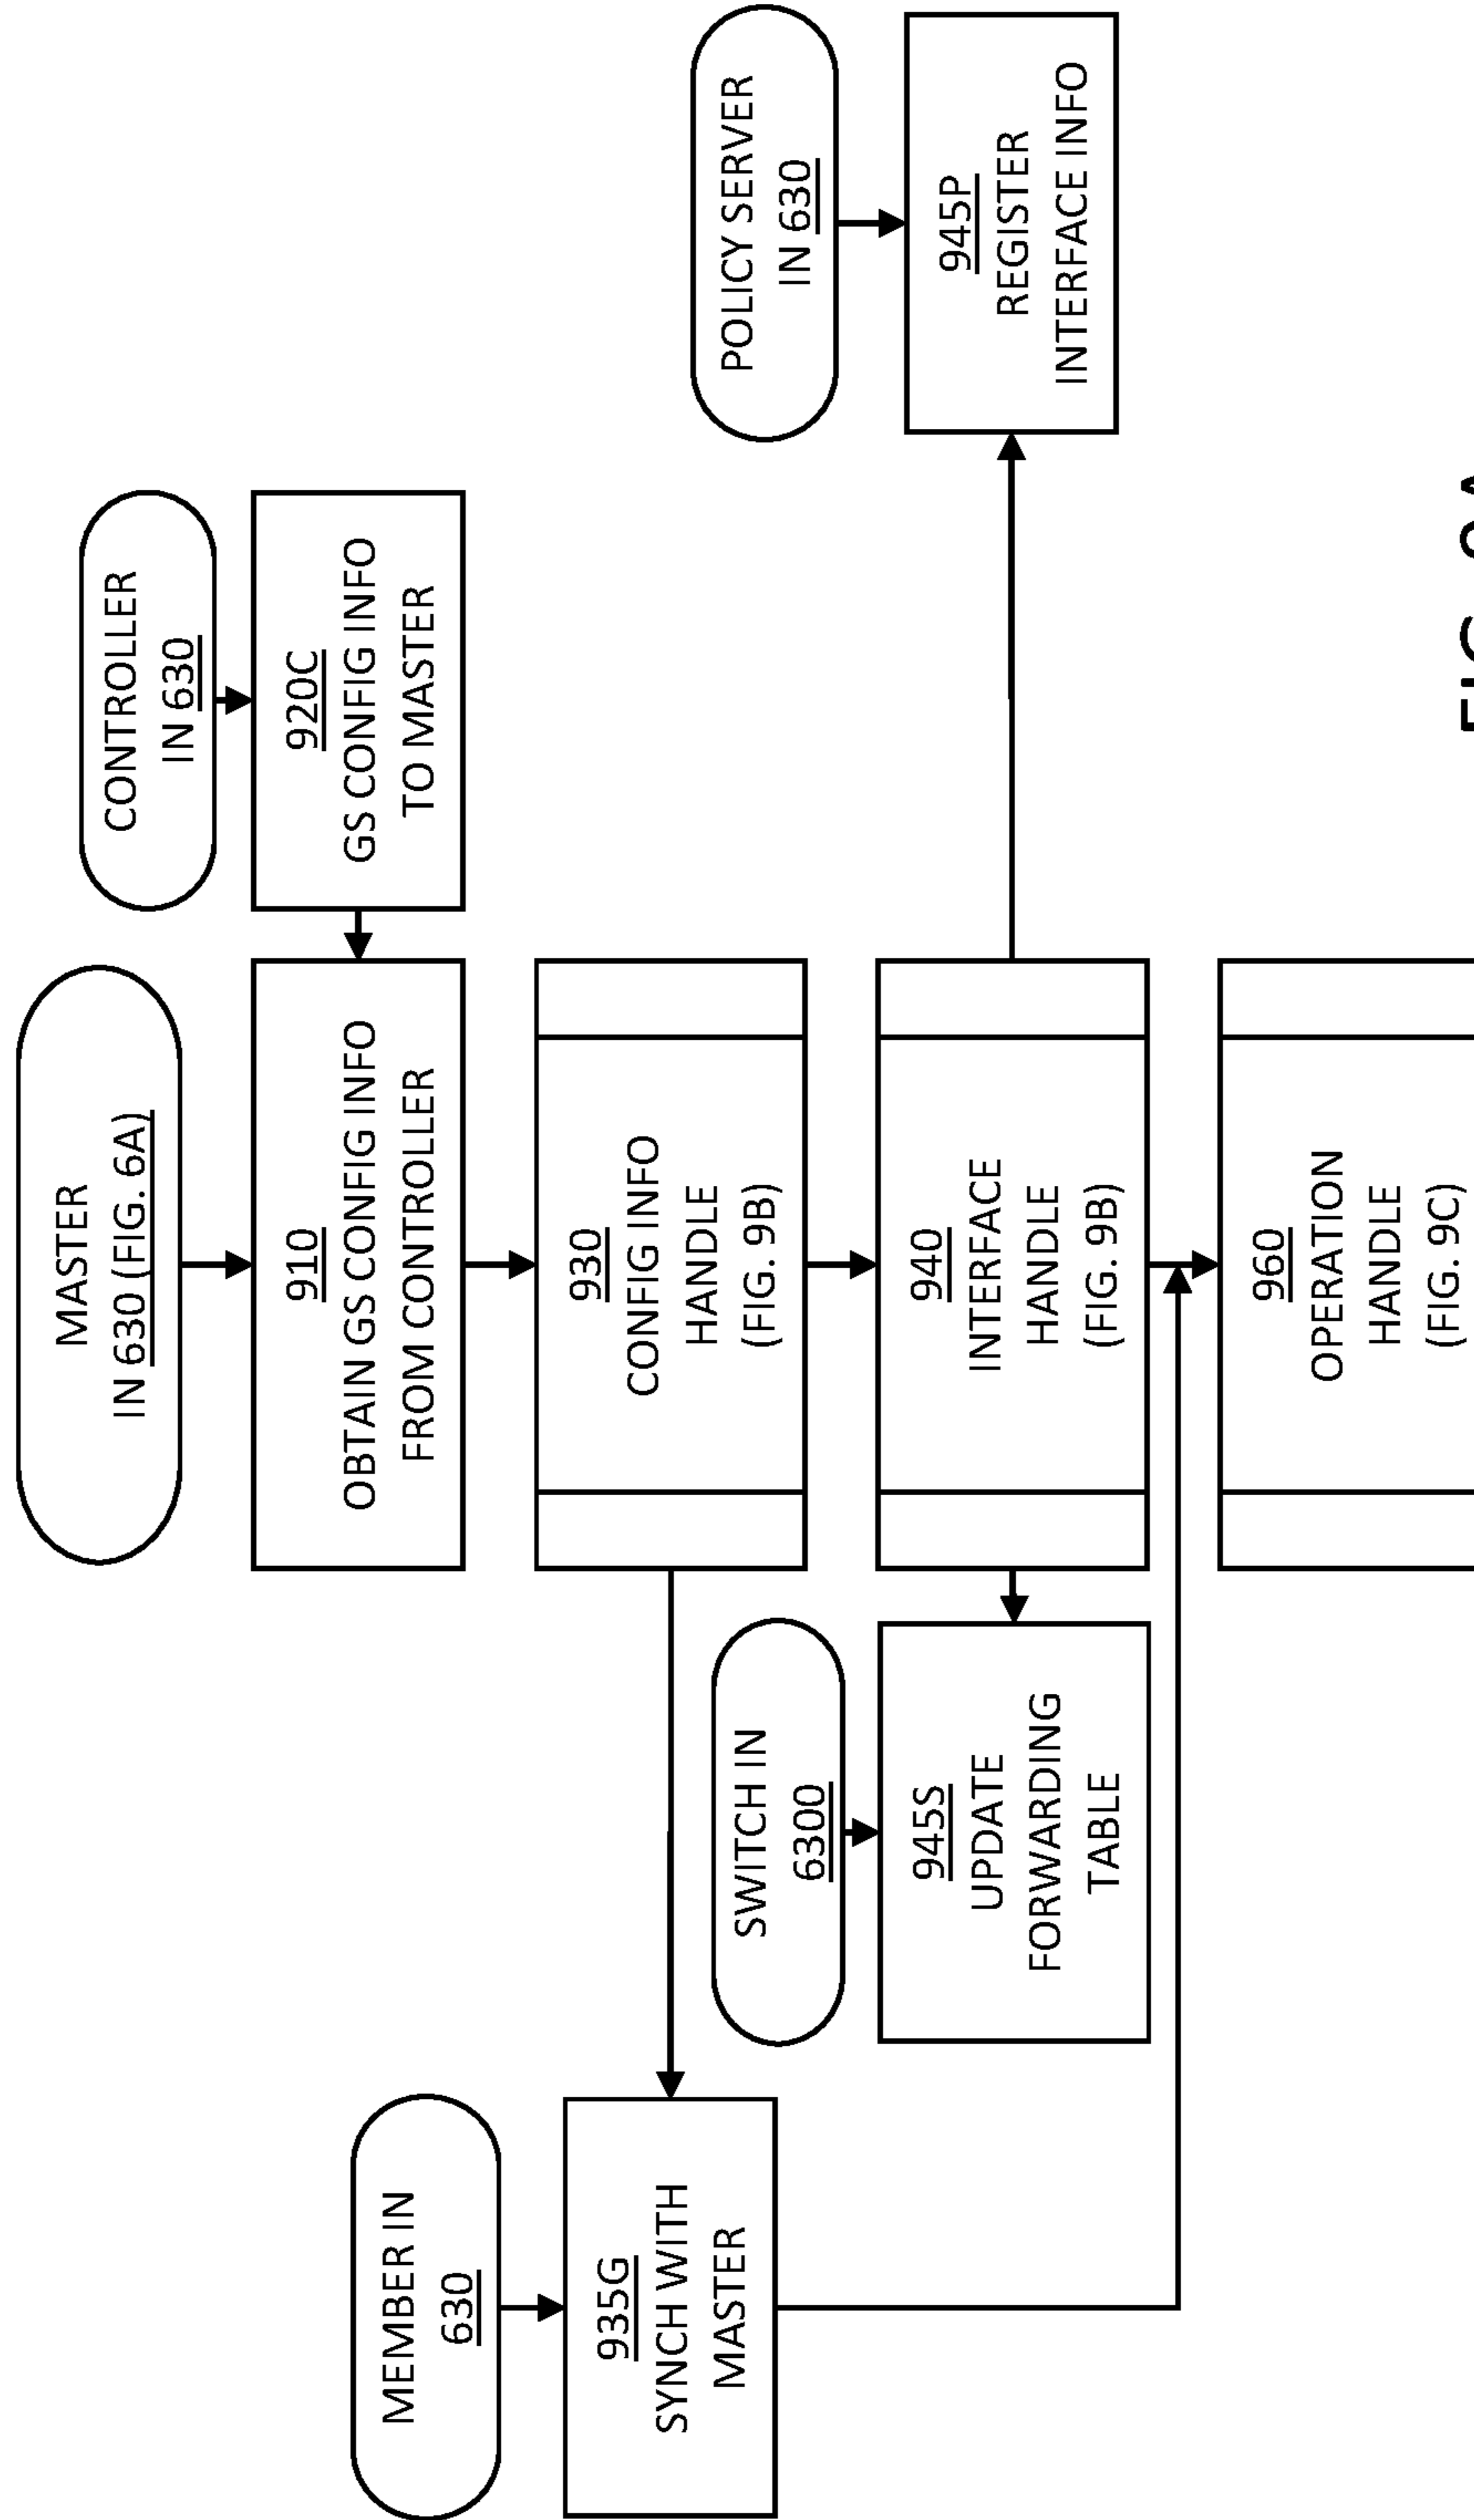 MASTER
IN 630 (FIG. 6A)
CONTROLLER
IN 630
910
OBTAIN GS CONFIG INFO
FROM CONTROLLER
920C
GS CONFIG INFO
TO MASTER
MEMBER IN
630
935G
SYNCH WITH
MASTER
930
CONFIG INFO
HANDLE
(FIG. 9B)
SWITCH IN
6300
POLICY SERVER
IN 630
945S
UPDATE
FORWARDING
TABLE
940
INTERFACE
HANDLE
(FIG. 9B)
945P
REGISTER
INTERFACE INFO
960
OPERATION
HANDLE
(FIG. 9C)